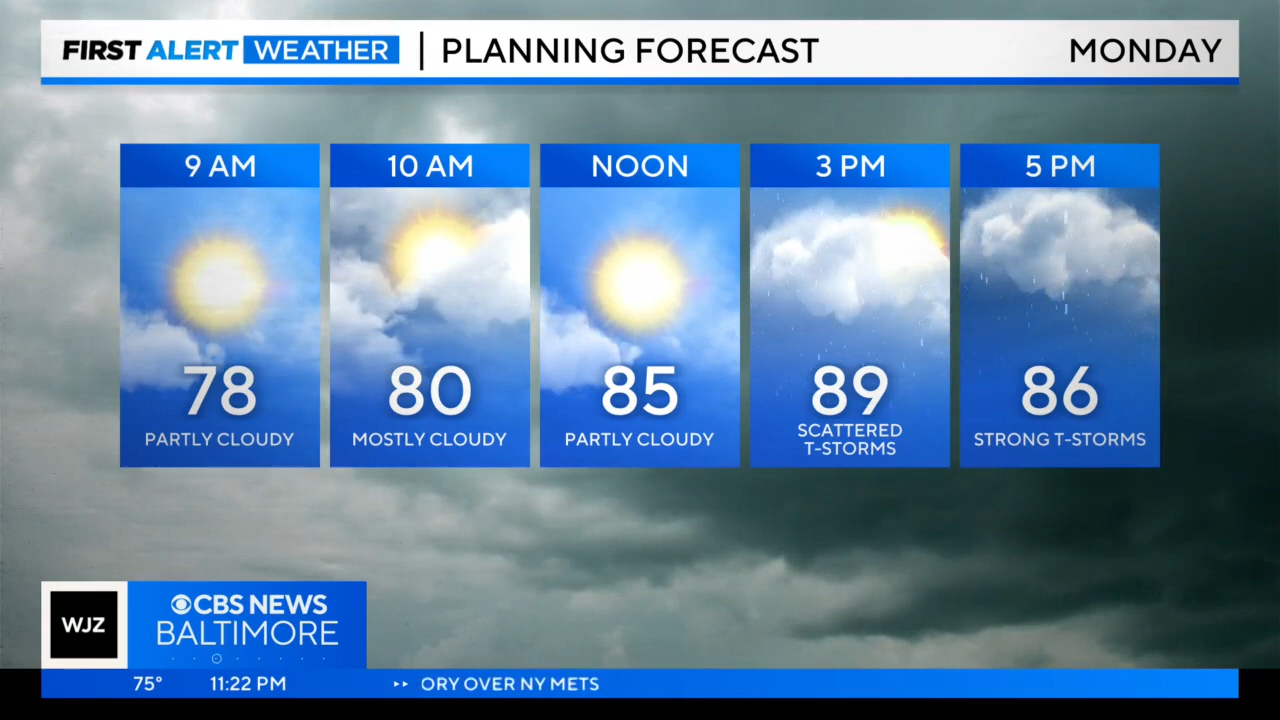 FIRST ALERT WEATHER | PLANNING FORECAST MONDAY
9 AM
78
PARTLY CLOUDY
10 AM
80
MOSTLY CLOUDY
NOON
85
PARTLY CLOUDY
3 PM
89
SCATTERED
T-STORMS
5 PM
86
STRONG T-STORMS
WJZ
CBS NEWS
BALTIMORE
75° 11:22 PM ORY OVER NY METS